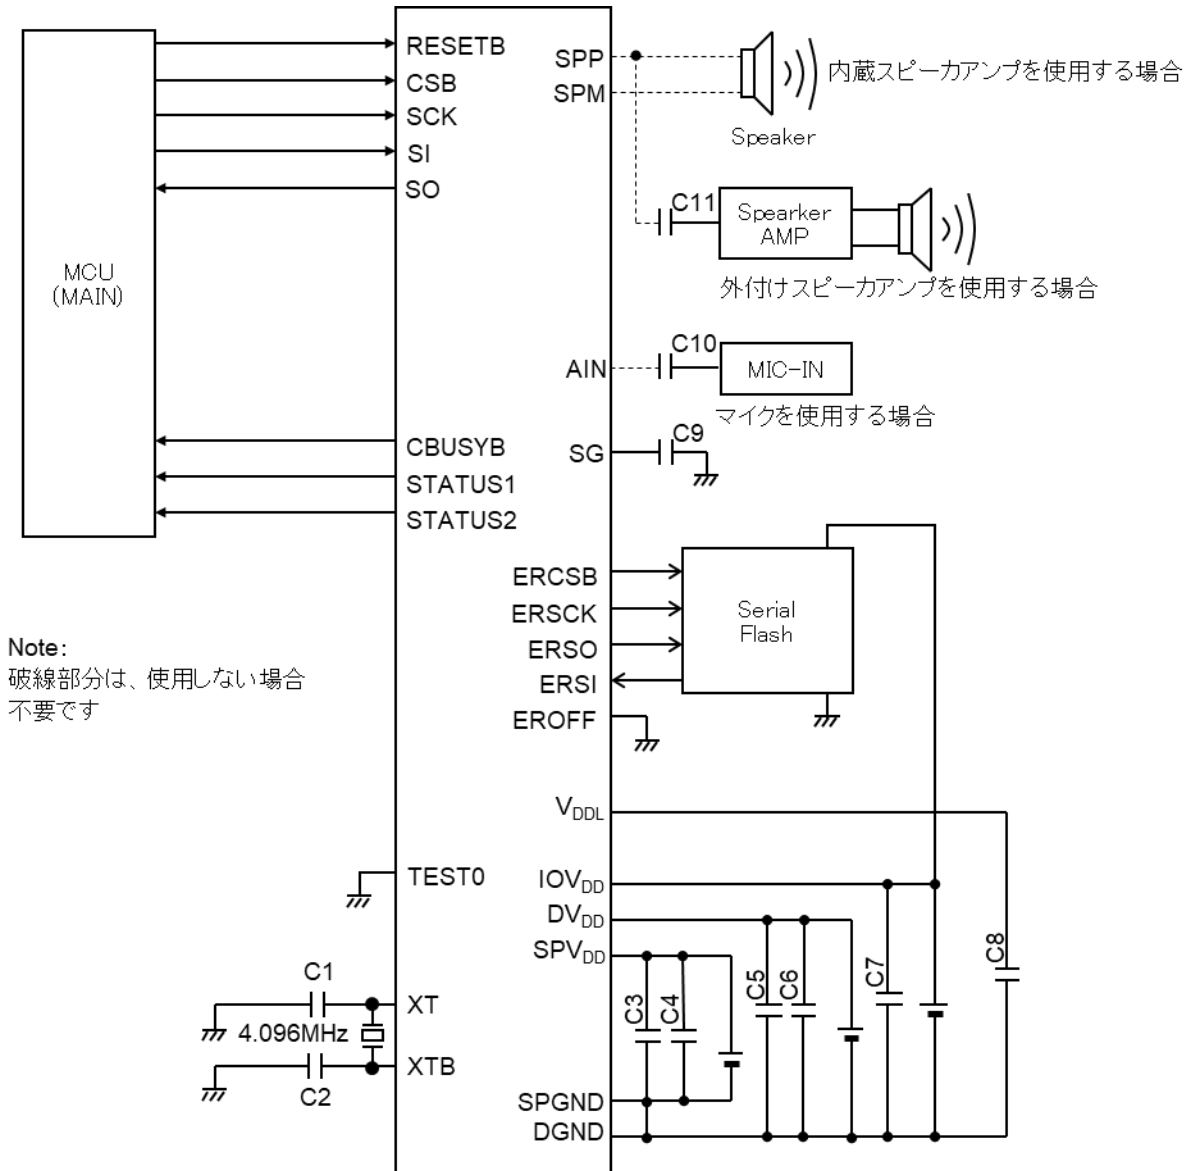 MCU
(MAIN)
RESETB
CSB
SCK
SI
SO
CBUSYB
STATUS1
STATUS2
Note:
破線部分は、使用しない場合
不要です
TEST0
C1
XT
4.096MHz
XTB
C2
SPP
SPM
Speaker
内蔵スピーカアンプを使用する場合
C11
Spearker
AMP
外付けスピーカアンプを使用する場合
AIN
C10
MIC-IN
マイクを使用する場合
SG
C9
ERCSB
ERSCK
ERSO
ERSI
EROFF
Serial
Flash
VDDL
IOVDD
DVDD
SPVDD
C3
C4
C5
C6
C7
C8
SPGND
DGND